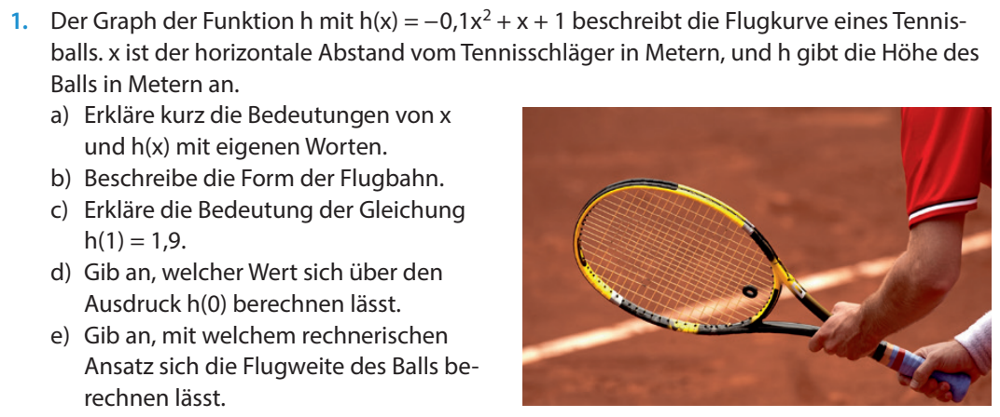 1. Der Graph der Funktion h mit h(x) = −0,1x² + x + 1 beschreibt die Flugkurve eines Tennis-
balls. x ist der horizontale Abstand vom Tennisschläger in Metern, und h gibt die Höhe des
Balls in Metern an.
a) Erkläre kurz die Bedeutungen von x
und h(x) mit eigenen Worten.
b) Beschreibe die Form der Flugbahn.
c) Erkläre die Bedeutung der Gleichung
h(1) = 1,9.
d) Gib an, welcher Wert sich über den
Ausdruck h(0) berechnen lässt.
e) Gib an, mit welchem rechnerischen
Ansatz sich die Flugweite des Balls be-
rechnen lässt.